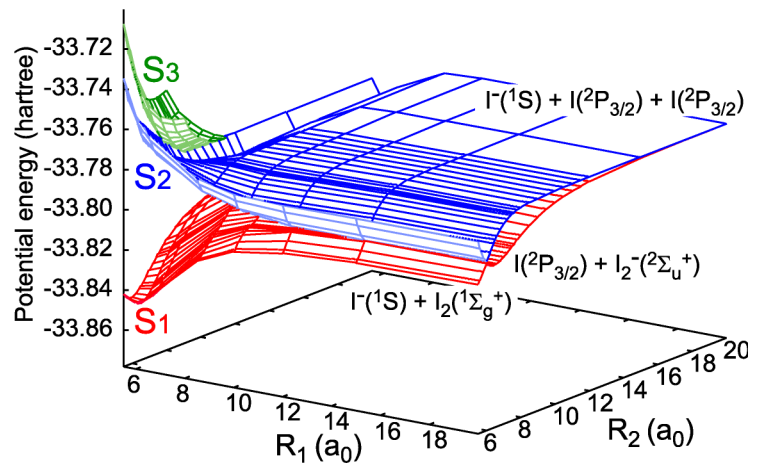 Potential energy (hartree)
-33.72
-33.74
-33.76
-33.78
-33.80
-33.82
-33.84
-33.86
S3
S2
S1
I⁻(¹S) + I(²P₃/₂) + I(²P₃/₂)
I(²P₃/₂) + I₂⁻(²Σᵤ⁺)
I⁻(¹S) + I₂(¹Σg⁺)
6 8 10 12 14 16 18
R₁ (a₀)
6 8 10 12 14 16 18 20
R₂ (a₀)